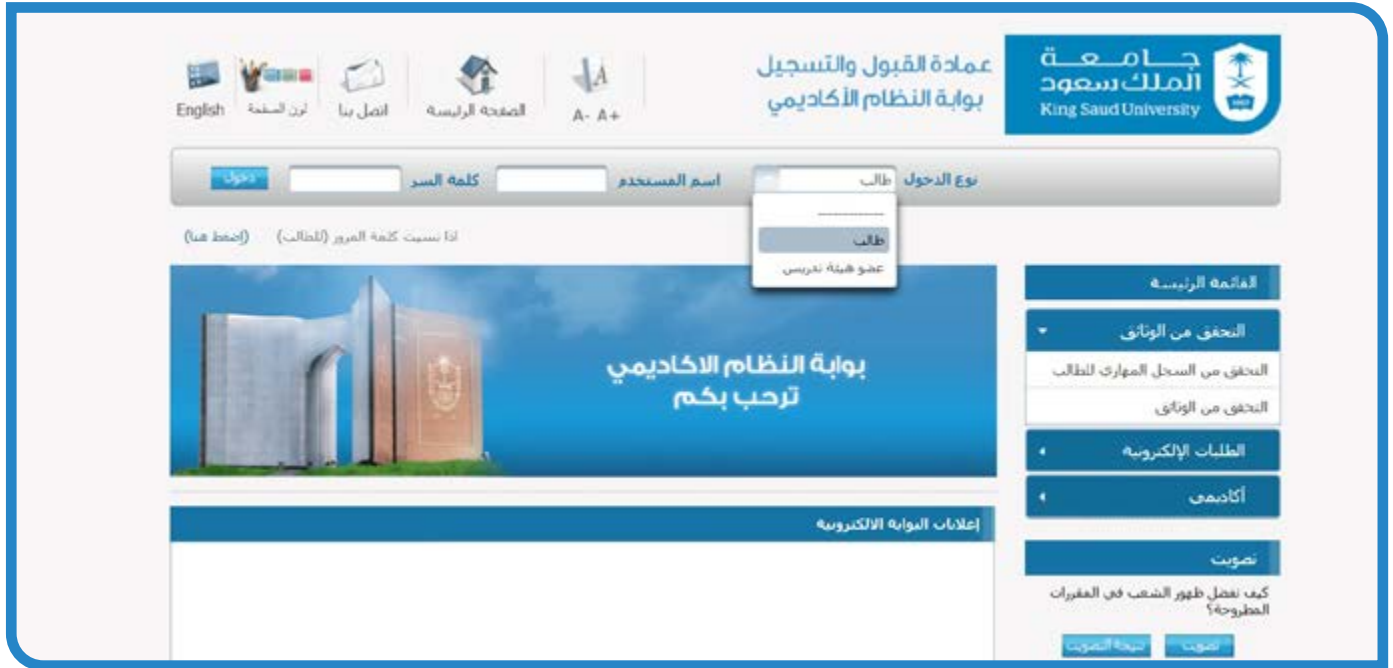 جامعة
الملك سعود
King Saud University
عمادة القبول والتسجيل
بوابة النظام الأكاديمي
A- A+
الصفحة الرئيسة
اتصل بنا
لون الصفحة
English
نوع الدخول
طالب
اسم المستخدم
كلمة السر
دخول
--------------
طالب
عضو هيئة تدريس
اذا نسيت كلمة المرور (للطالب) (اضغط هنا)
القائمة الرئيسة
التحقق من الوثائق
التحقق من السجل المهاري للطالب
التحقق من الوثائق
الطلبات الإلكترونية
أكاديمي
بوابة النظام الاكاديمي
ترحب بكم
إعلانات البوابة الالكترونية
تصويت
كيف تفضل ظهور الشعب في المقررات
المطروحة؟
تصويت
نتيجة التصويت